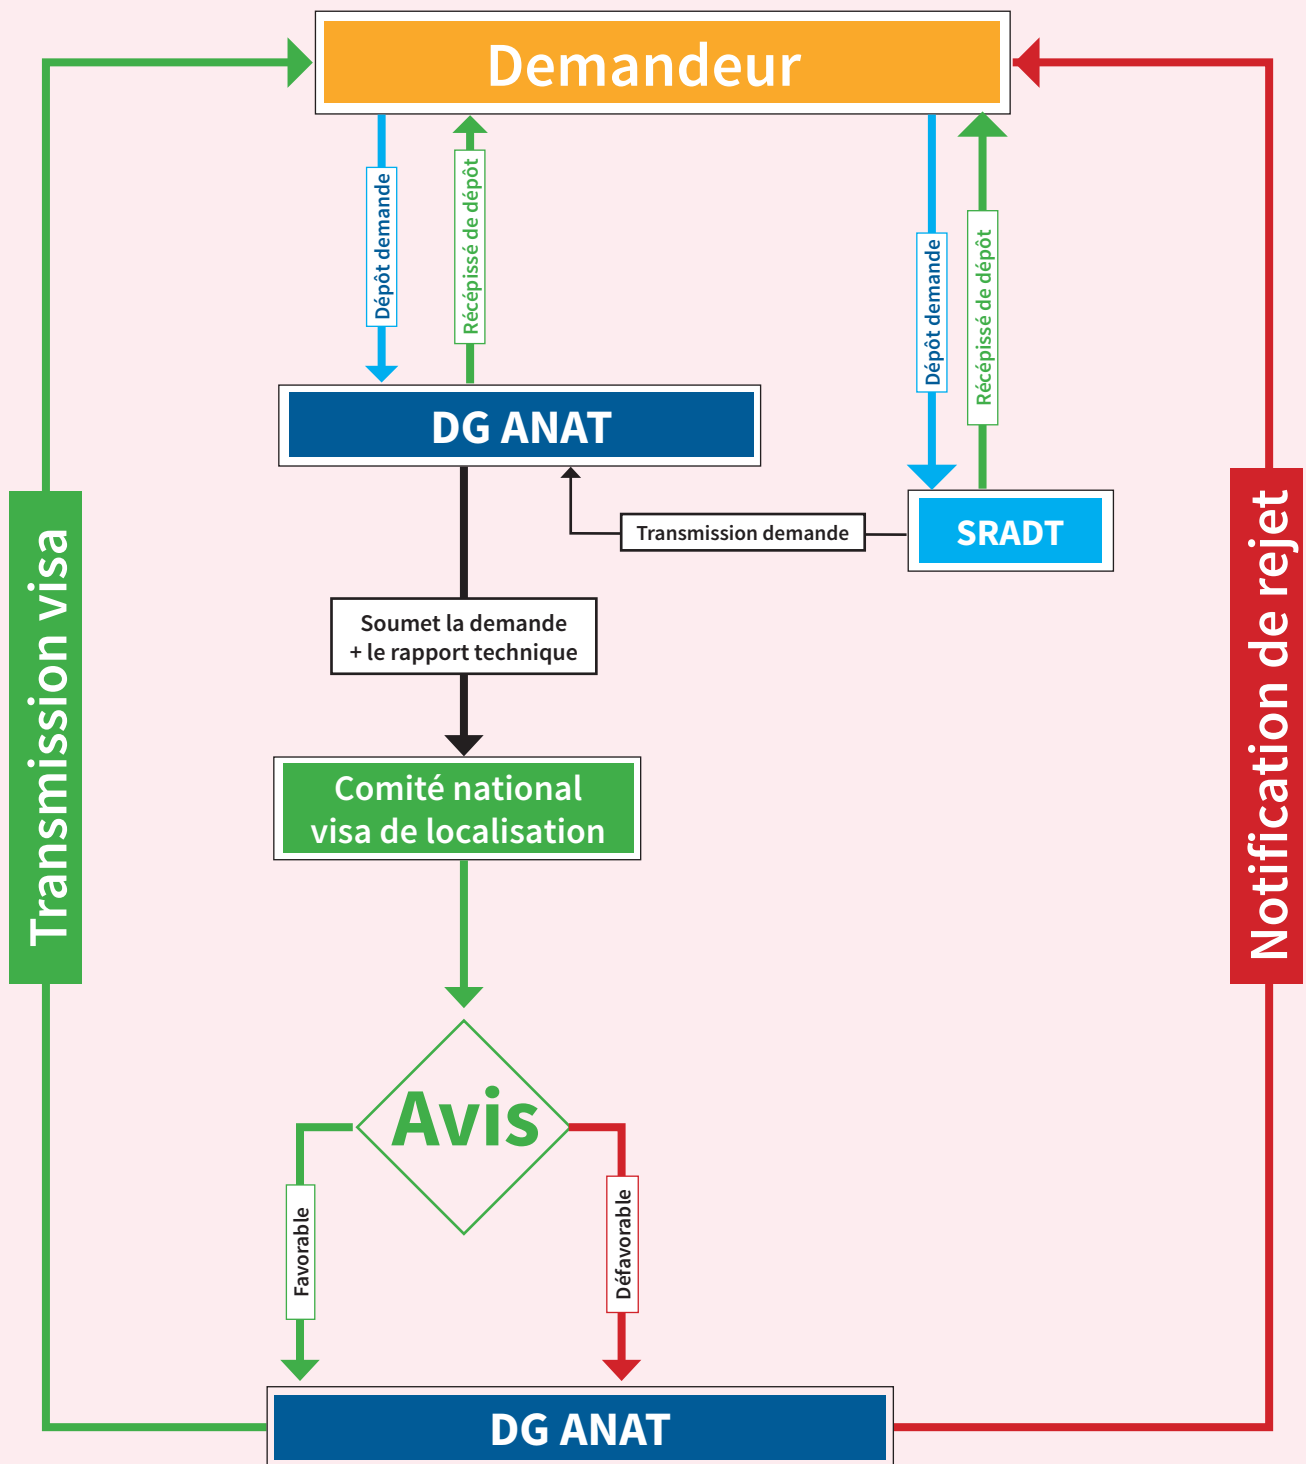 Demandeur
Dépôt demande
Récépissé de dépôt
Dépôt demande
Récépissé de dépôt
DG ANAT
Transmission demande
SRADT
Soumet la demande
+ le rapport technique
Transmission visa
Notification de rejet
Comité national
visa de localisation
Avis
Favorable
Défavorable
DG ANAT